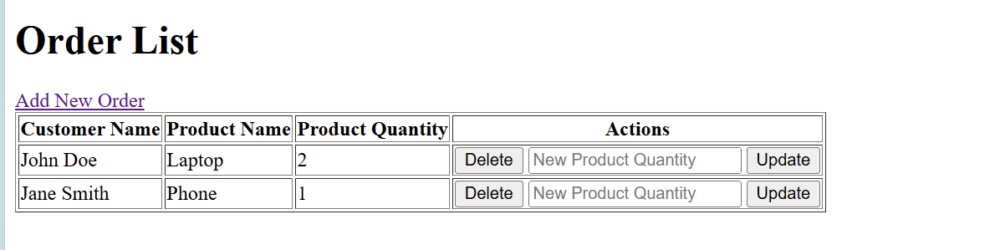 Order List
Add New Order
Customer Name Product Name Product Quantity Actions
John Doe Laptop 2 Delete New Product Quantity Update
Jane Smith Phone 1 Delete New Product Quantity Update